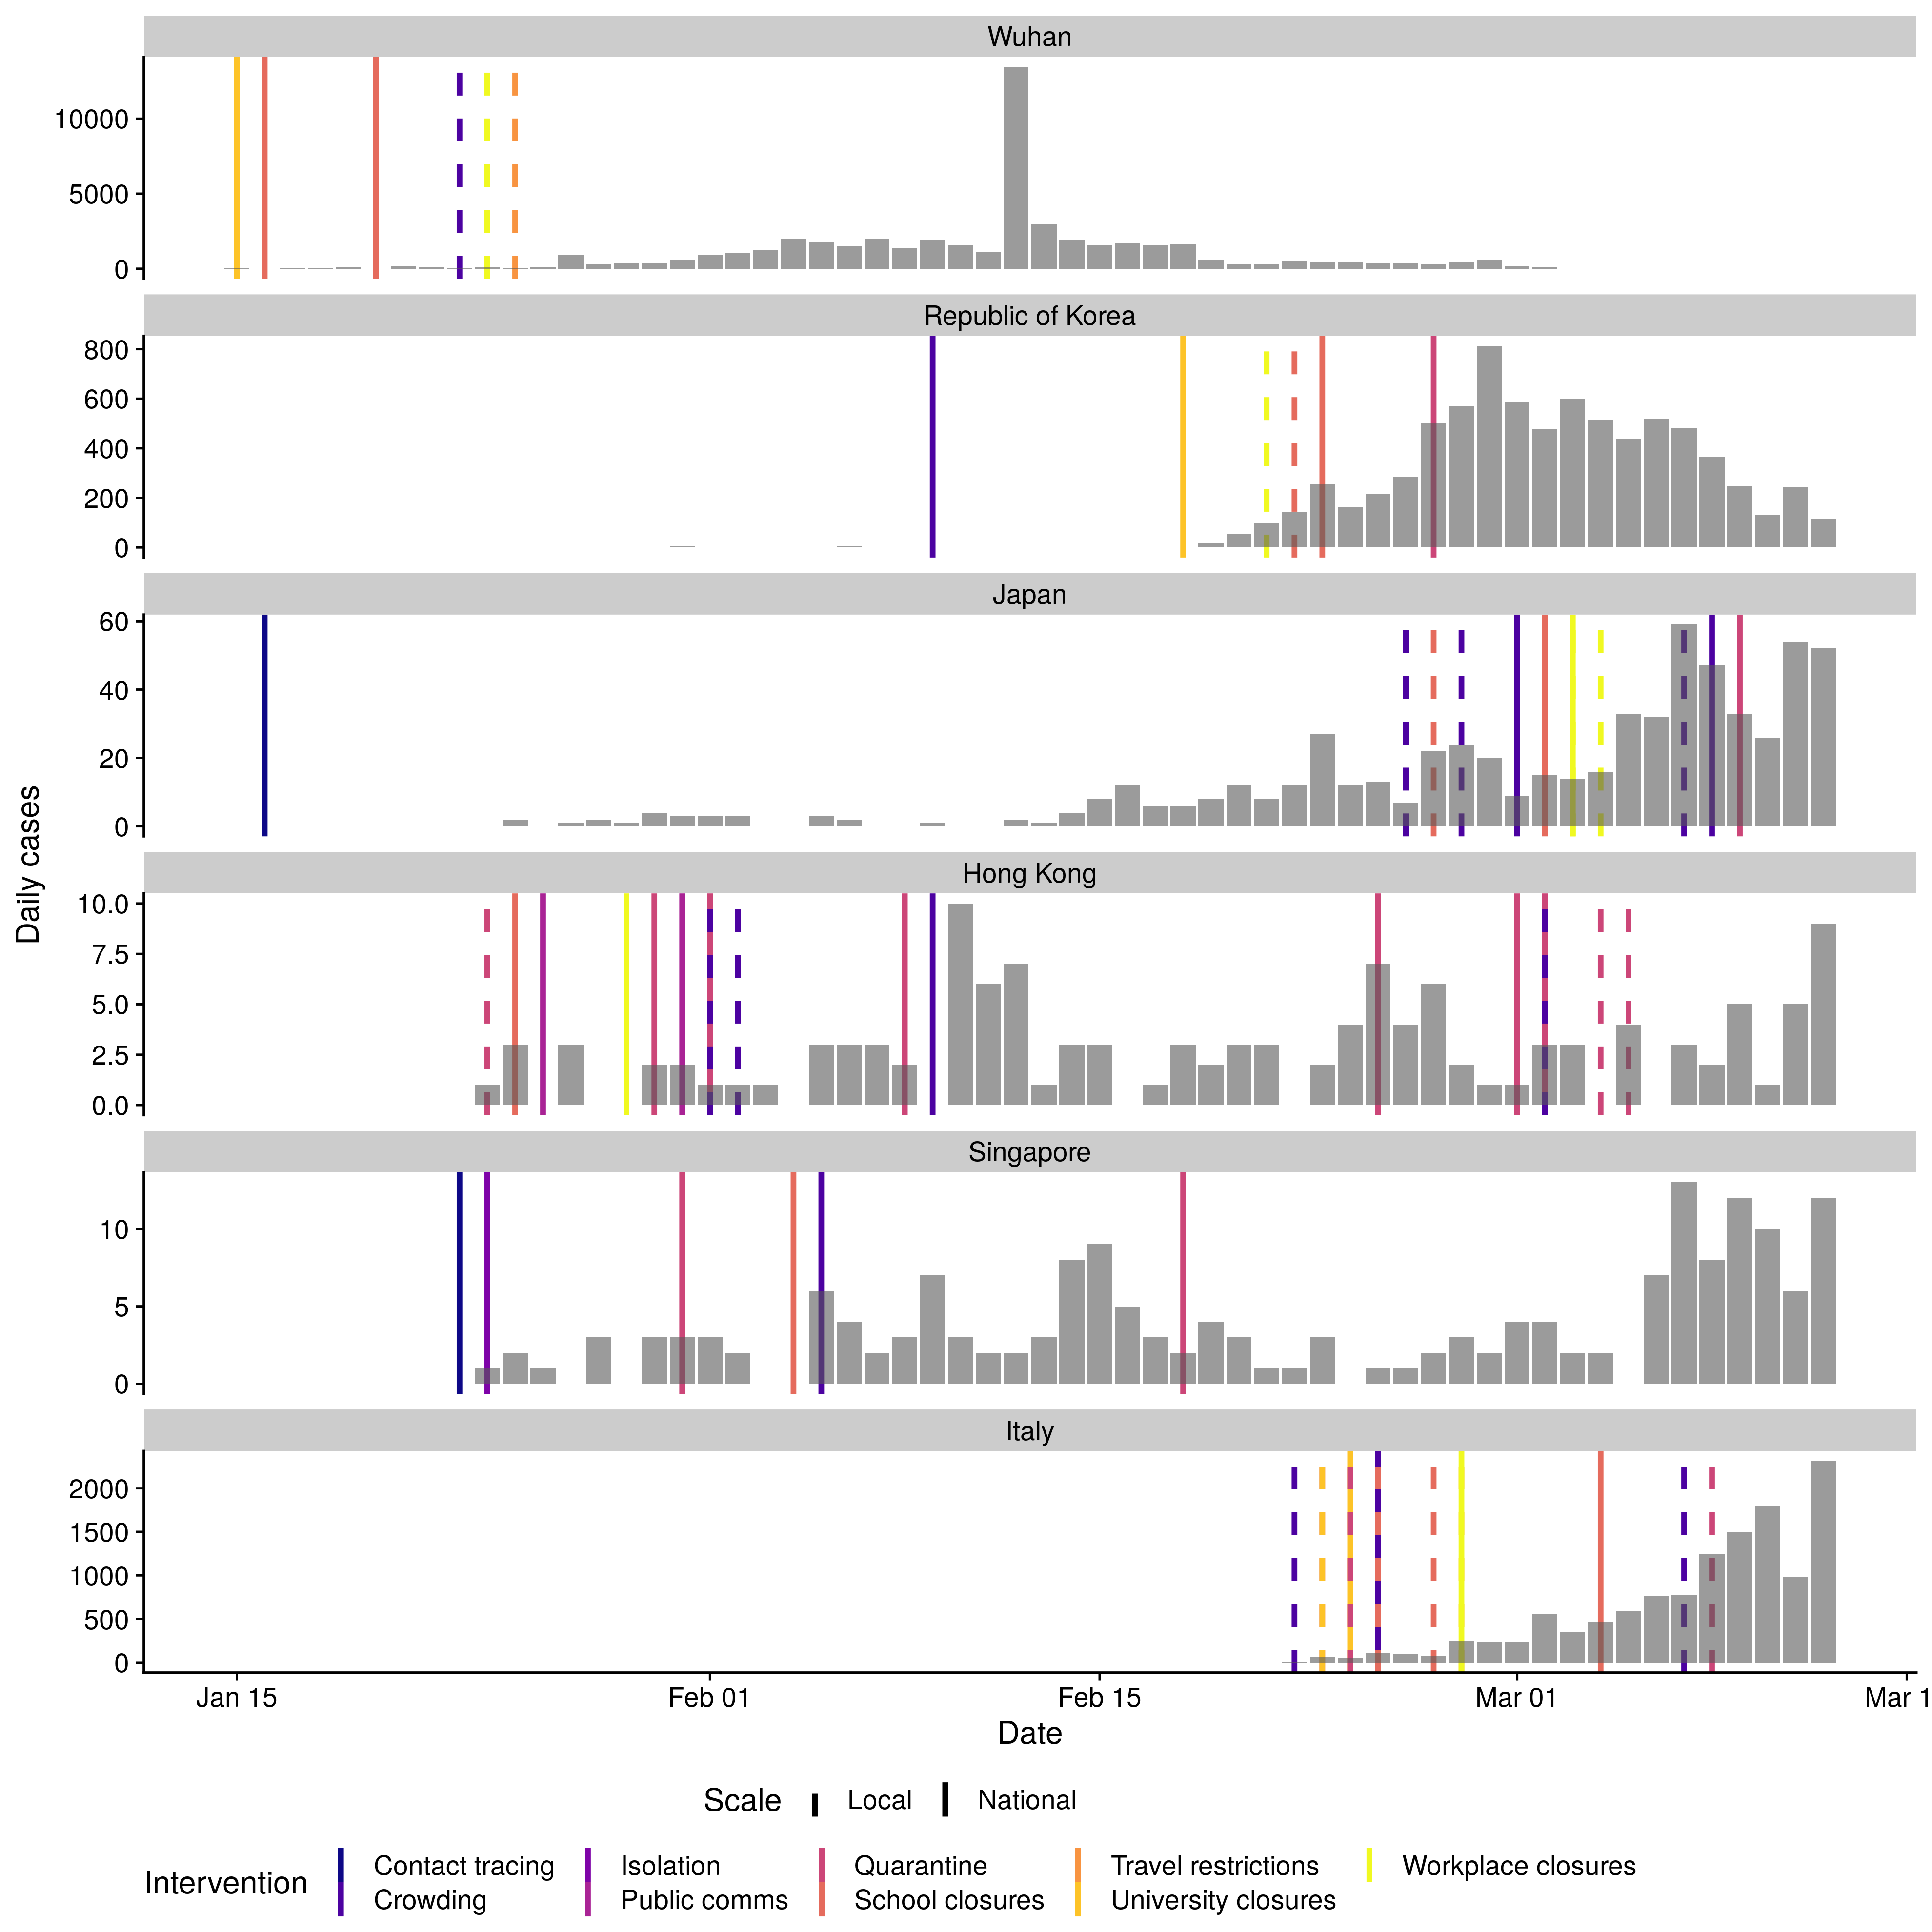 Wuhan
10000
5000
0
Republic of Korea
800
600
400
200
0
Japan
60
40
20
0
Hong Kong
10.0
7.5
5.0
2.5
0.0
Singapore
10
5
0
Italy
2000
1500
1000
500
0
Daily cases
Jan 15 Feb 01 Feb 15 Mar 01 Mar 1
Date
Scale Local National
Intervention
Contact tracing Isolation Quarantine Travel restrictions Workplace closures
Crowding Public comms School closures University closures